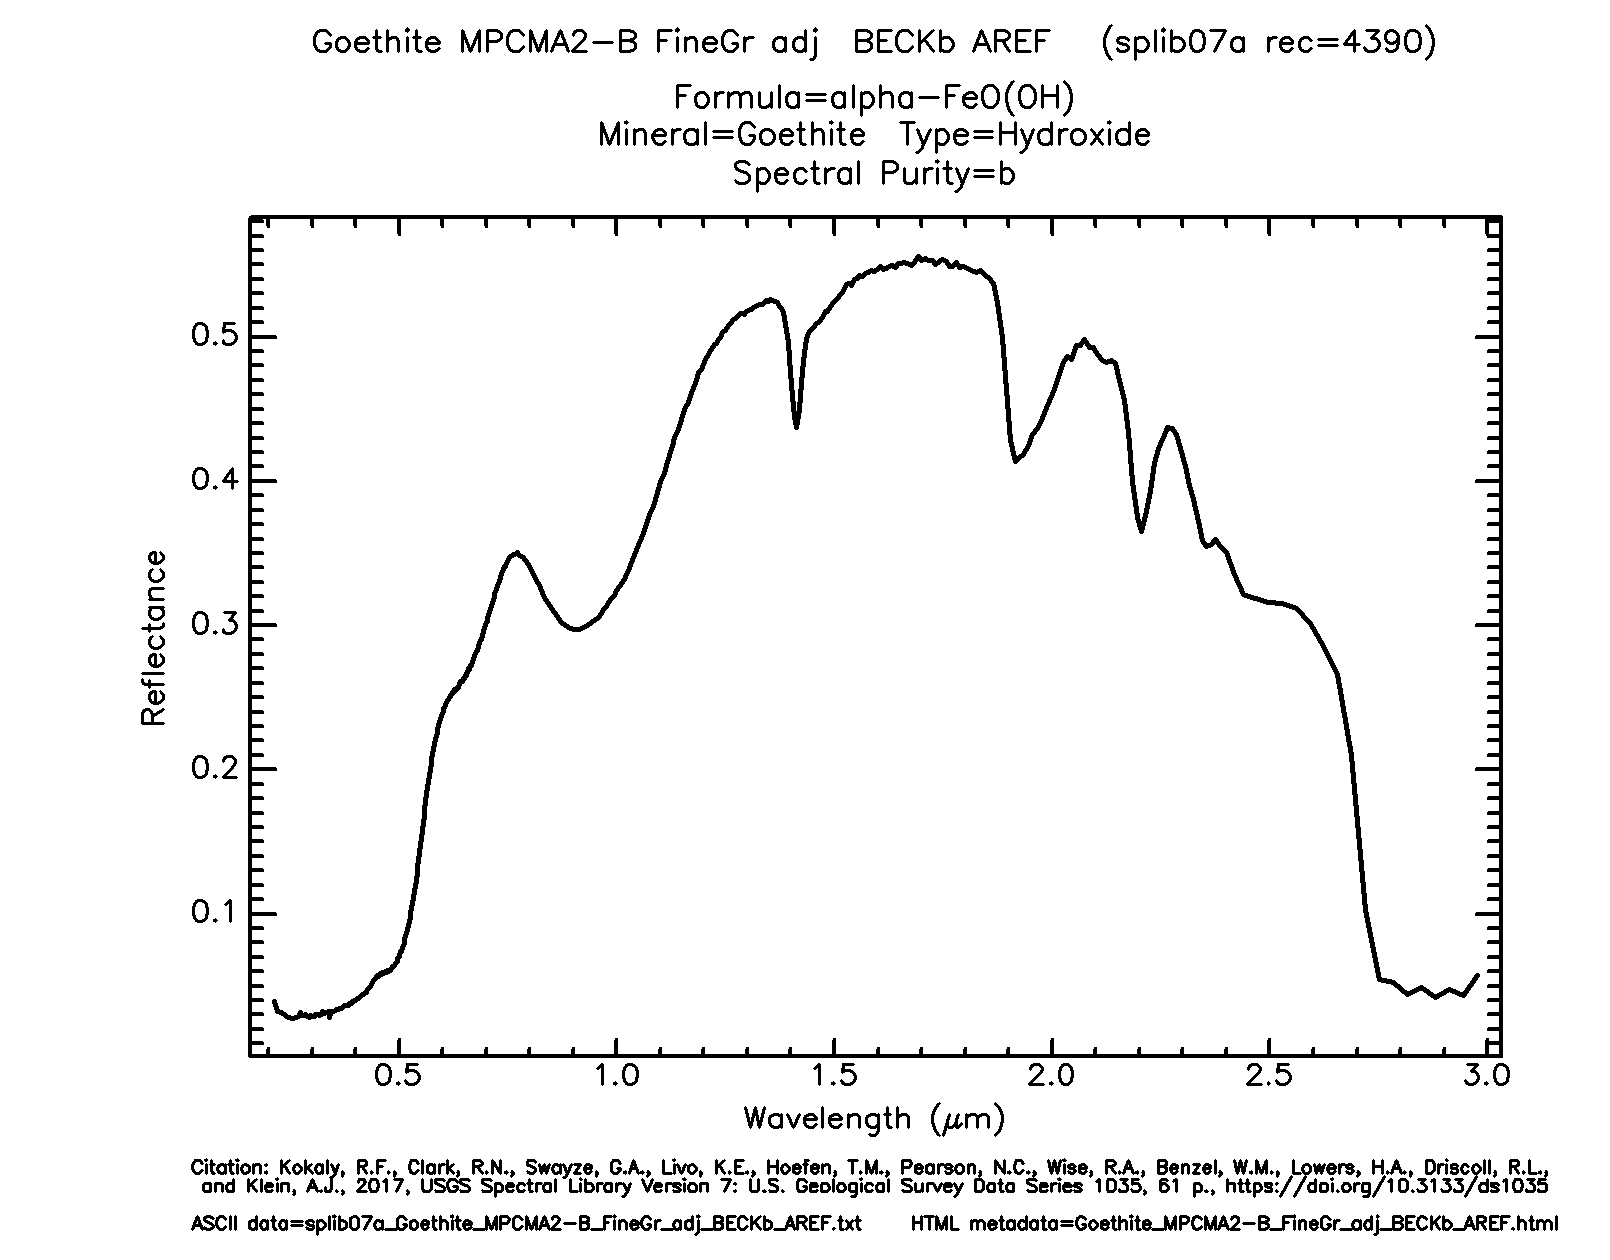 Goethite MPCMA2-B FineGr adj BECKb AREF (splib07a rec=4390)
Formula=alpha-FeO(OH)
Mineral=Goethite Type=Hydroxide
Spectral Purity=b
Reflectance
0.5
0.4
0.3
0.2
0.1
0.5 1.0 1.5 2.0 2.5 3.0
Wavelength (μm)
Citation: Kokaly, R.F., Clark, R.N., Swayze, G.A., Livo, K.E., Hoefen, T.M., Pearson, N.C., Wise, R.A., Benzel, W.M., Lowers, H.A., Driscoll, R.L.,
and Klein, A.J., 2017, USGS Spectral Library Version 7: U.S. Geological Survey Data Series 1035, 61 p., https://doi.org/10.3133/ds1035
ASCII data=splib07a_Goethite_MPCMA2-B_FineGr_adj_BECKb_AREF.txt HTML metadata=Goethite_MPCMA2-B_FineGr_adj_BECKb_AREF.html